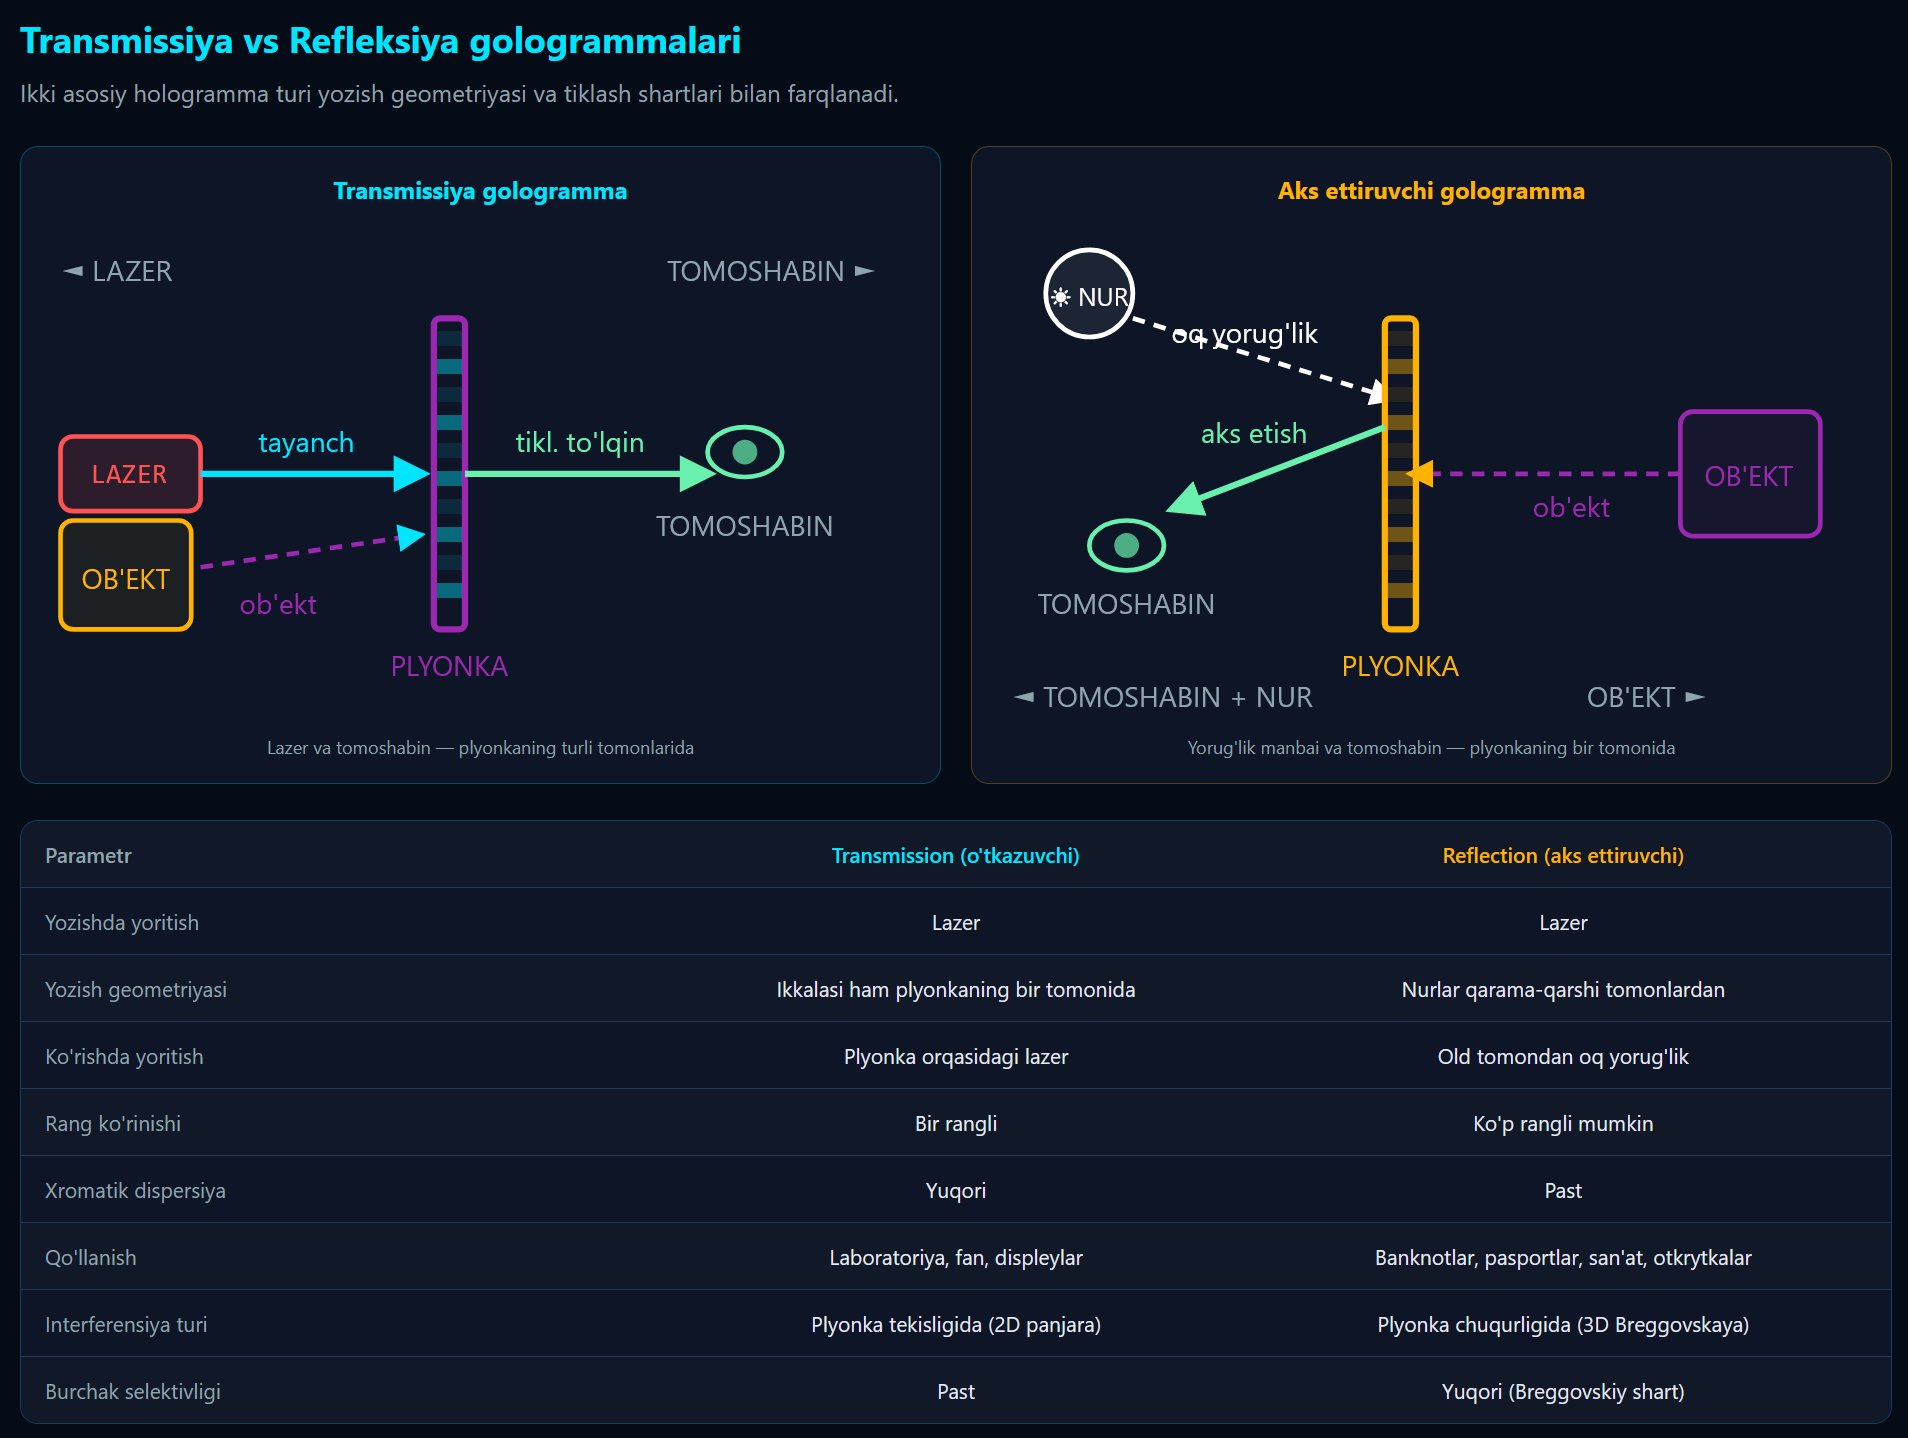 Transmissiya vs Refleksiya gologrammalari
Ikki asosiy hologramma turi yozish geometriyasi va tiklash shartlari bilan farqlanadi.
Transmissiya gologramma
◄ LAZER
TOMOSHABIN ►
LAZER
tayanch
tikl. to'lqin
TOMOSHABIN
OB'EKT
ob'ekt
PLYONKA
Lazer va tomoshabin — plyonkaning turli tomonlarida
Aks ettiruvchi gologramma
☀ NUR
oq yorug'lik
aks etish
OB'EKT
ob'ekt
TOMOSHABIN
PLYONKA
◄ TOMOSHABIN + NUR
OB'EKT ►
Yorug'lik manbai va tomoshabin — plyonkaning bir tomonida
Parametr Transmission (o'tkazuvchi) Reflection (aks ettiruvchi)
Yozishda yoritish Lazer Lazer
Yozish geometriyasi Ikkalasi ham plyonkaning bir tomonida Nurlar qarama-qarshi tomonlardan
Ko'rishda yoritish Plyonka orqasidagi lazer Old tomondan oq yorug'lik
Rang ko'rinishi Bir rangli Ko'p rangli mumkin
Xromatik dispersiya Yuqori Past
Qo'llanish Laboratoriya, fan, displeylar Banknotlar, pasportlar, san'at, otkrytkalar
Interferensiya turi Plyonka tekisligida (2D panjara) Plyonka chuqurligida (3D Breggovskaya)
Burchak selektivligi Past Yuqori (Breggovskiy shart)